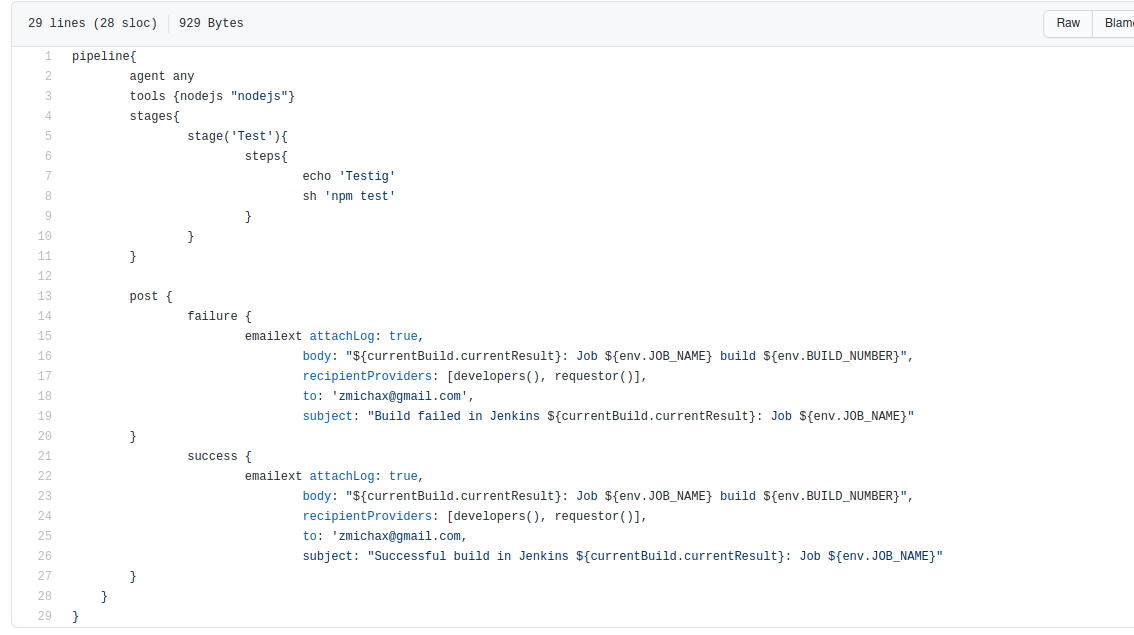 29 lines (28 sloc) 929 Bytes Raw Blame
1 pipeline{
2 agent any
3 tools {nodejs "nodejs"}
4 stages{
5 stage('Test'){
6 steps{
7 echo 'Testig'
8 sh 'npm test'
9 }
10 }
11 }
12
13 post {
14 failure {
15 emailext attachLog: true,
16 body: "${currentBuild.currentResult}: Job ${env.JOB_NAME} build ${env.BUILD_NUMBER}",
17 recipientProviders: [developers(), requestor()],
18 to: 'zmichax@gmail.com',
19 subject: "Build failed in Jenkins ${currentBuild.currentResult}: Job ${env.JOB_NAME}"
20 }
21 success {
22 emailext attachLog: true,
23 body: "${currentBuild.currentResult}: Job ${env.JOB_NAME} build ${env.BUILD_NUMBER}",
24 recipientProviders: [developers(), requestor()],
25 to: 'zmichax@gmail.com,
26 subject: "Successful build in Jenkins ${currentBuild.currentResult}: Job ${env.JOB_NAME}"
27 }
28 }
29 }